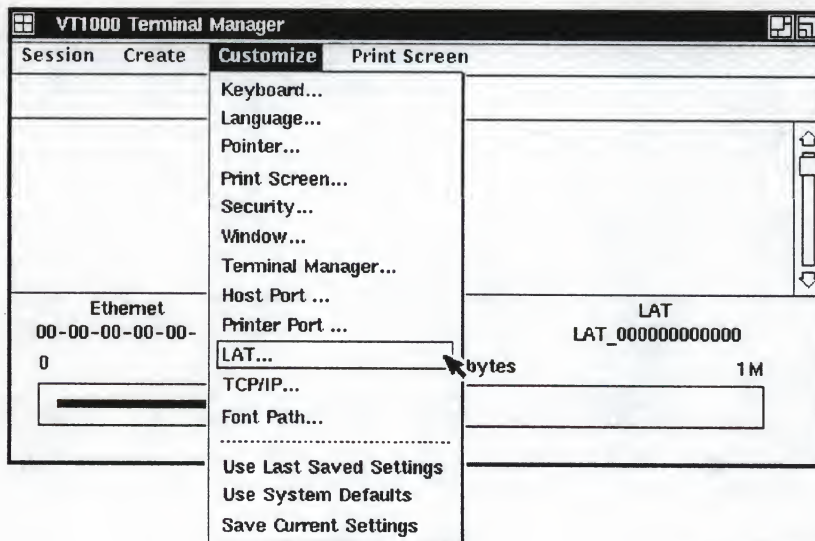 VT1000 Terminal Manager
Session Create Customize Print Screen
Keyboard...
Language...
Pointer...
Print Screen...
Security...
Window...
Terminal Manager...
Host Port ...
Printer Port ...
LAT...
TCP/IP...
Font Path...
Use Last Saved Settings
Use System Defaults
Save Current Settings
Ethernet
00-00-00-00-00-
0
LAT
LAT_000000000000
bytes
1M